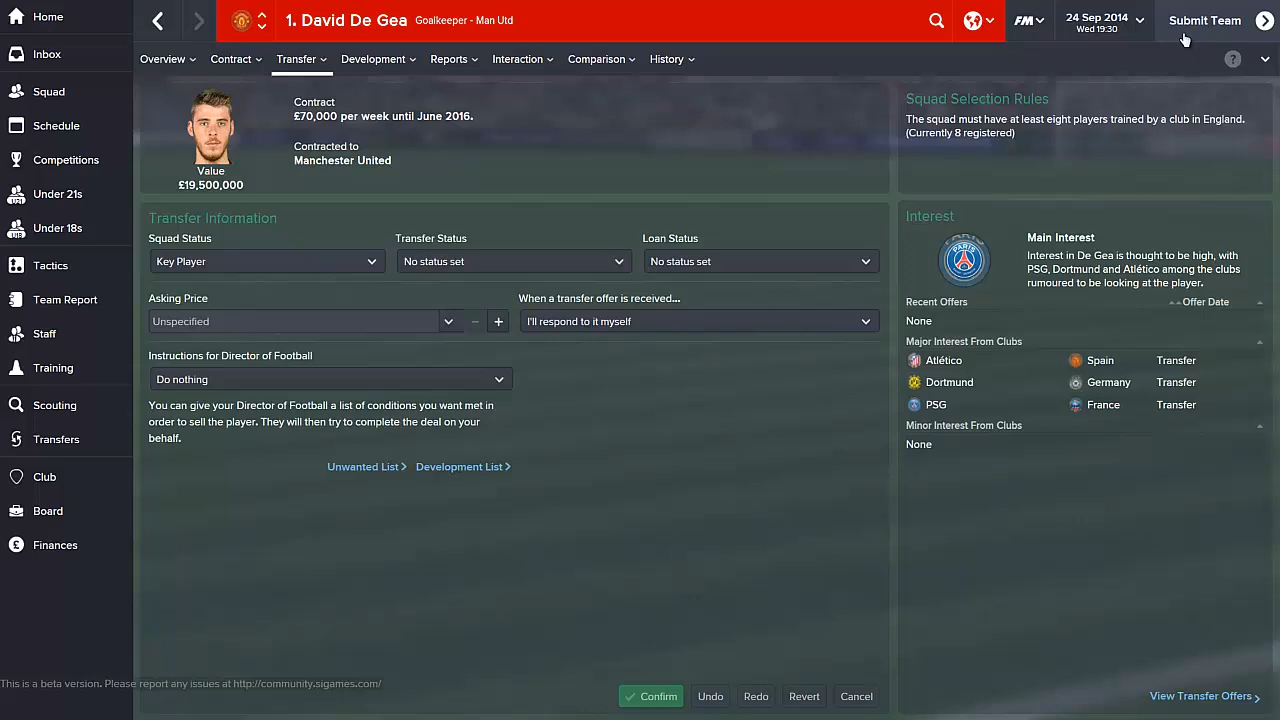 Home
1. David De Gea Goalkeeper - Man Utd
FM
24 Sep 2014
Wed 19:30
Submit Team
Inbox
Squad
Schedule
Competitions
Under 21s
Under 18s
Tactics
Team Report
Staff
Training
Scouting
Transfers
Club
Board
Finances
Overview Contract Transfer Development Reports Interaction Comparison History ?
Value
£19,500,000
Contract
£70,000 per week until June 2016.
Contracted to
Manchester United
Squad Selection Rules
The squad must have at least eight players trained by a club in England.
(Currently 8 registered)
Transfer Information
Squad Status Transfer Status Loan Status
Key Player No status set No status set
Asking Price When a transfer offer is received...
Unspecified - + I'll respond to it myself
Instructions for Director of Football
Do nothing
You can give your Director of Football a list of conditions you want met in
order to sell the player. They will then try to complete the deal on your
behalf.
Unwanted List > Development List >
Interest
PARIS
Main Interest
Interest in De Gea is thought to be high, with
PSG, Dortmund and Atlético among the clubs
rumoured to be looking at the player.
Recent Offers Offer Date
None
Major Interest From Clubs
Atlético Spain Transfer
Dortmund Germany Transfer
PSG France Transfer
Minor Interest From Clubs
None
This is a beta version. Please report any issues at http://community.sigames.com/
Confirm Undo Redo Revert Cancel
View Transfer Offers >